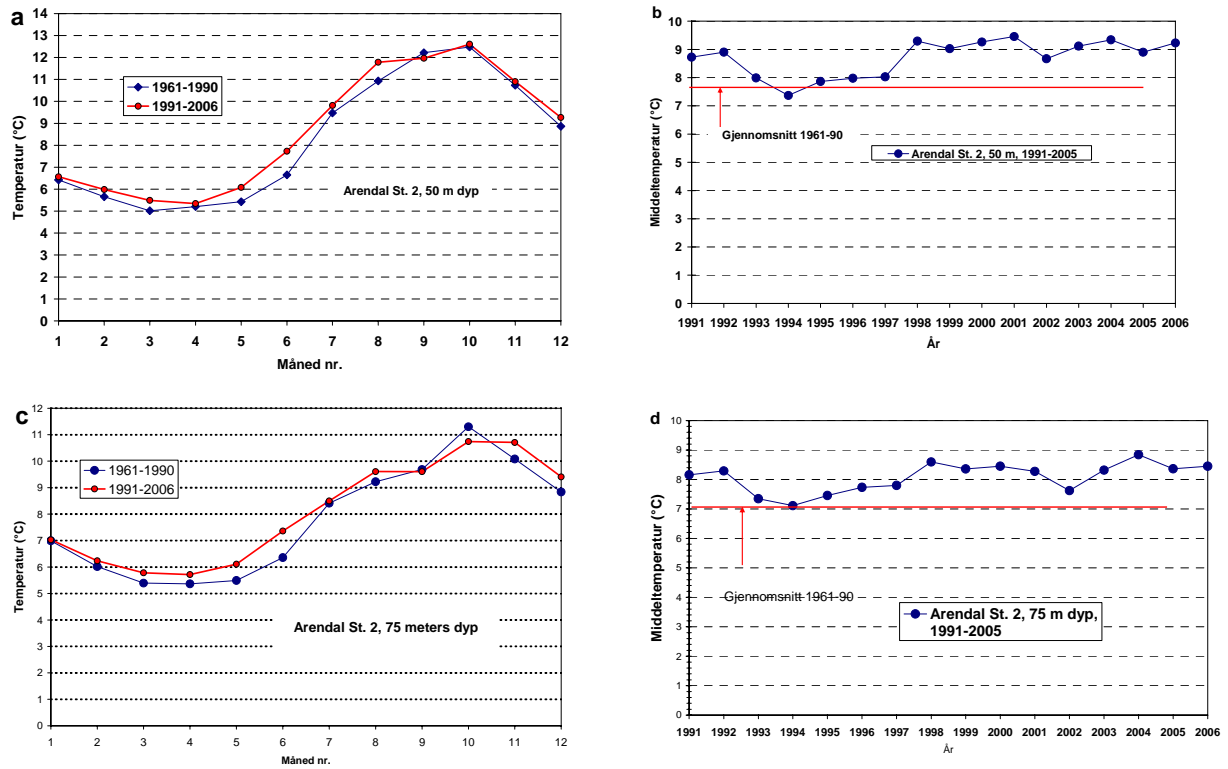 a
Temperatur (°C)
14
13
12
11
10
9
8
7
6
5
4
3
2
1
0
1961-1990
1991-2006
Arendal St. 2, 50 m dyp
1 2 3 4 5 6 7 8 9 10 11 12
Måned nr.
b
Middeltemperatur (°C)
10
9
8
7
6
5
4
3
2
1
0
Gjennomsnitt 1961-90
Arendal St. 2, 50 m, 1991-2005
1991 1992 1993 1994 1995 1996 1997 1998 1999 2000 2001 2002 2003 2004 2005 2006
År
c
Temperatur (°C)
12
11
10
9
8
7
6
5
4
3
2
1
0
1961-1990
1991-2006
Arendal St. 2, 75 meters dyp
1 2 3 4 5 6 7 8 9 10 11 12
Måned nr.
d
Middeltemperatur (°C)
10
9
8
7
6
5
4
3
2
1
0
Gjennomsnitt 1961-90
Arendal St. 2, 75 m dyp,
1991-2005
1991 1992 1993 1994 1995 1996 1997 1998 1999 2000 2001 2002 2003 2004 2005 2006
År